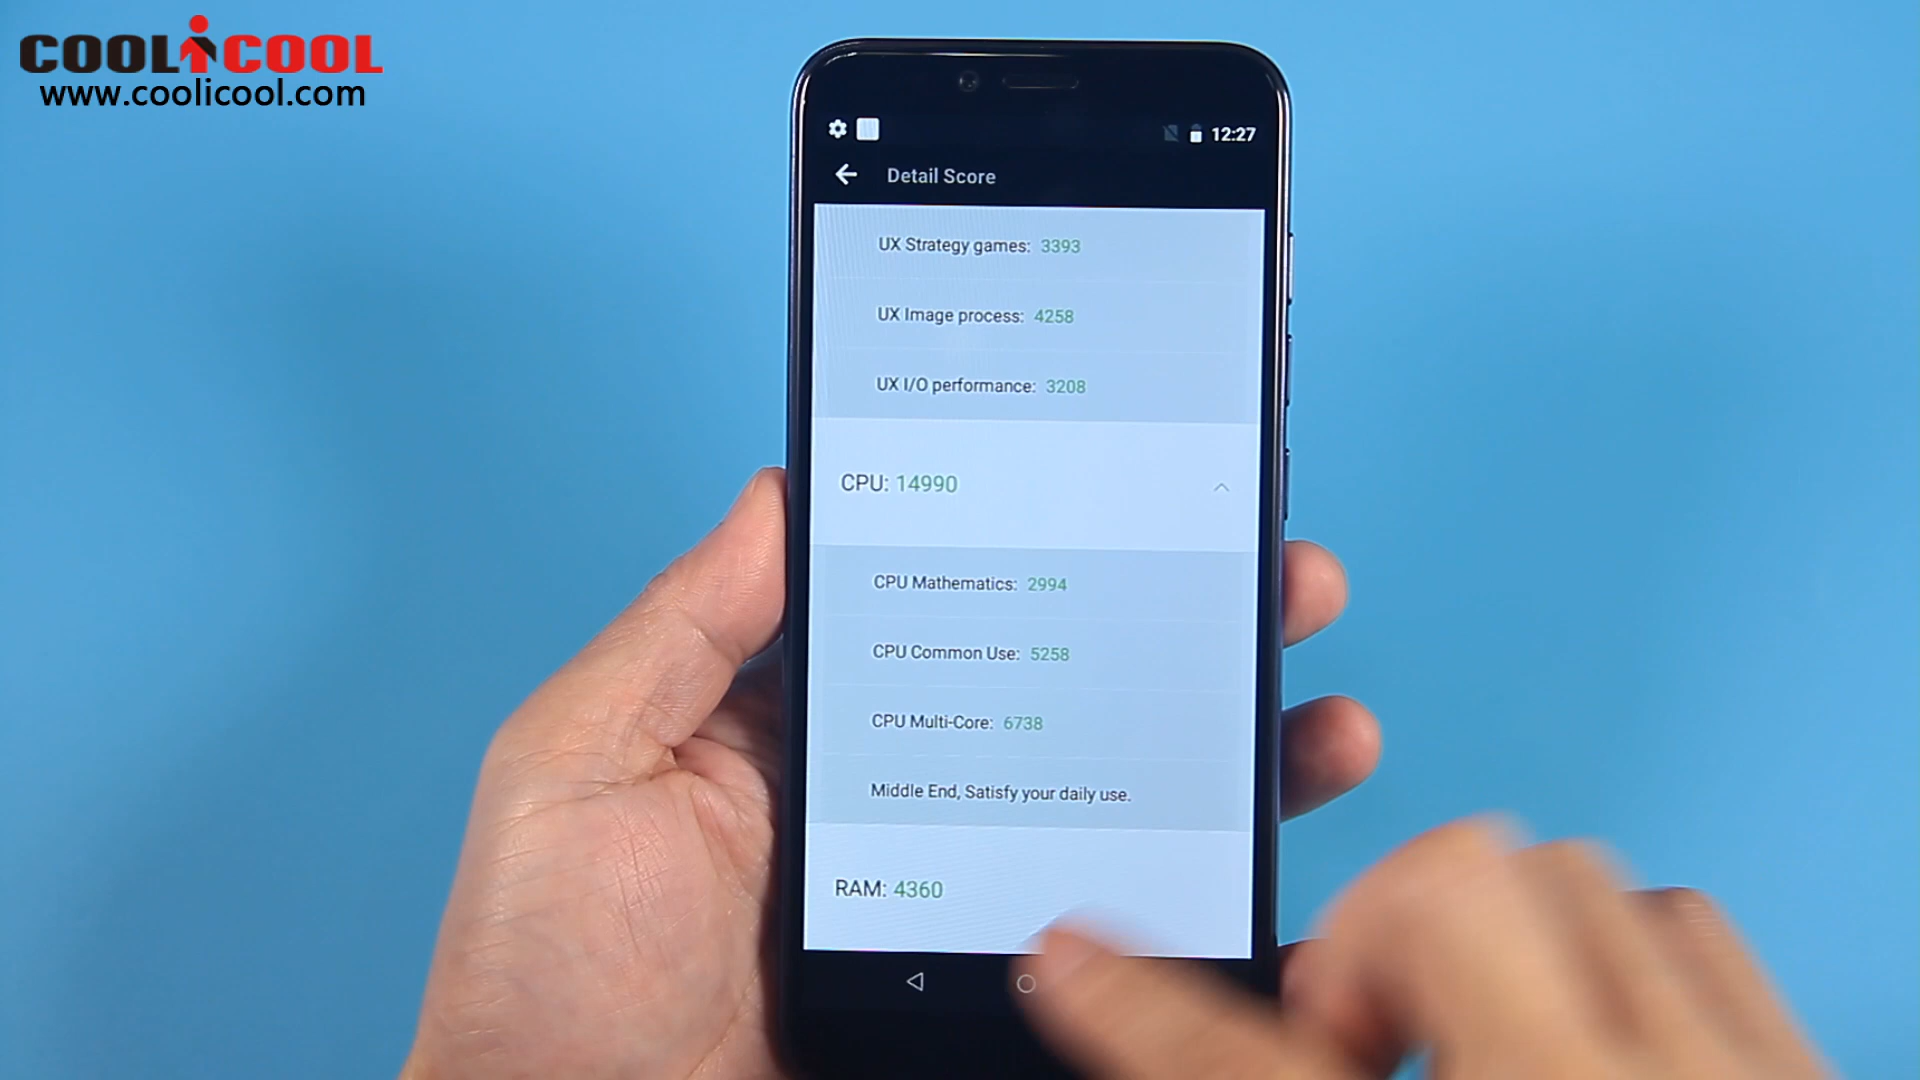 COOLiCOOL
www.coolicool.com
12:27
Detail Score
UX Strategy games: 3393
UX Image process: 4258
UX I/O performance: 3208
CPU: 14990
CPU Mathematics: 2994
CPU Common Use: 5258
CPU Multi-Core: 6738
Middle End, Satisfy your daily use.
RAM: 4360